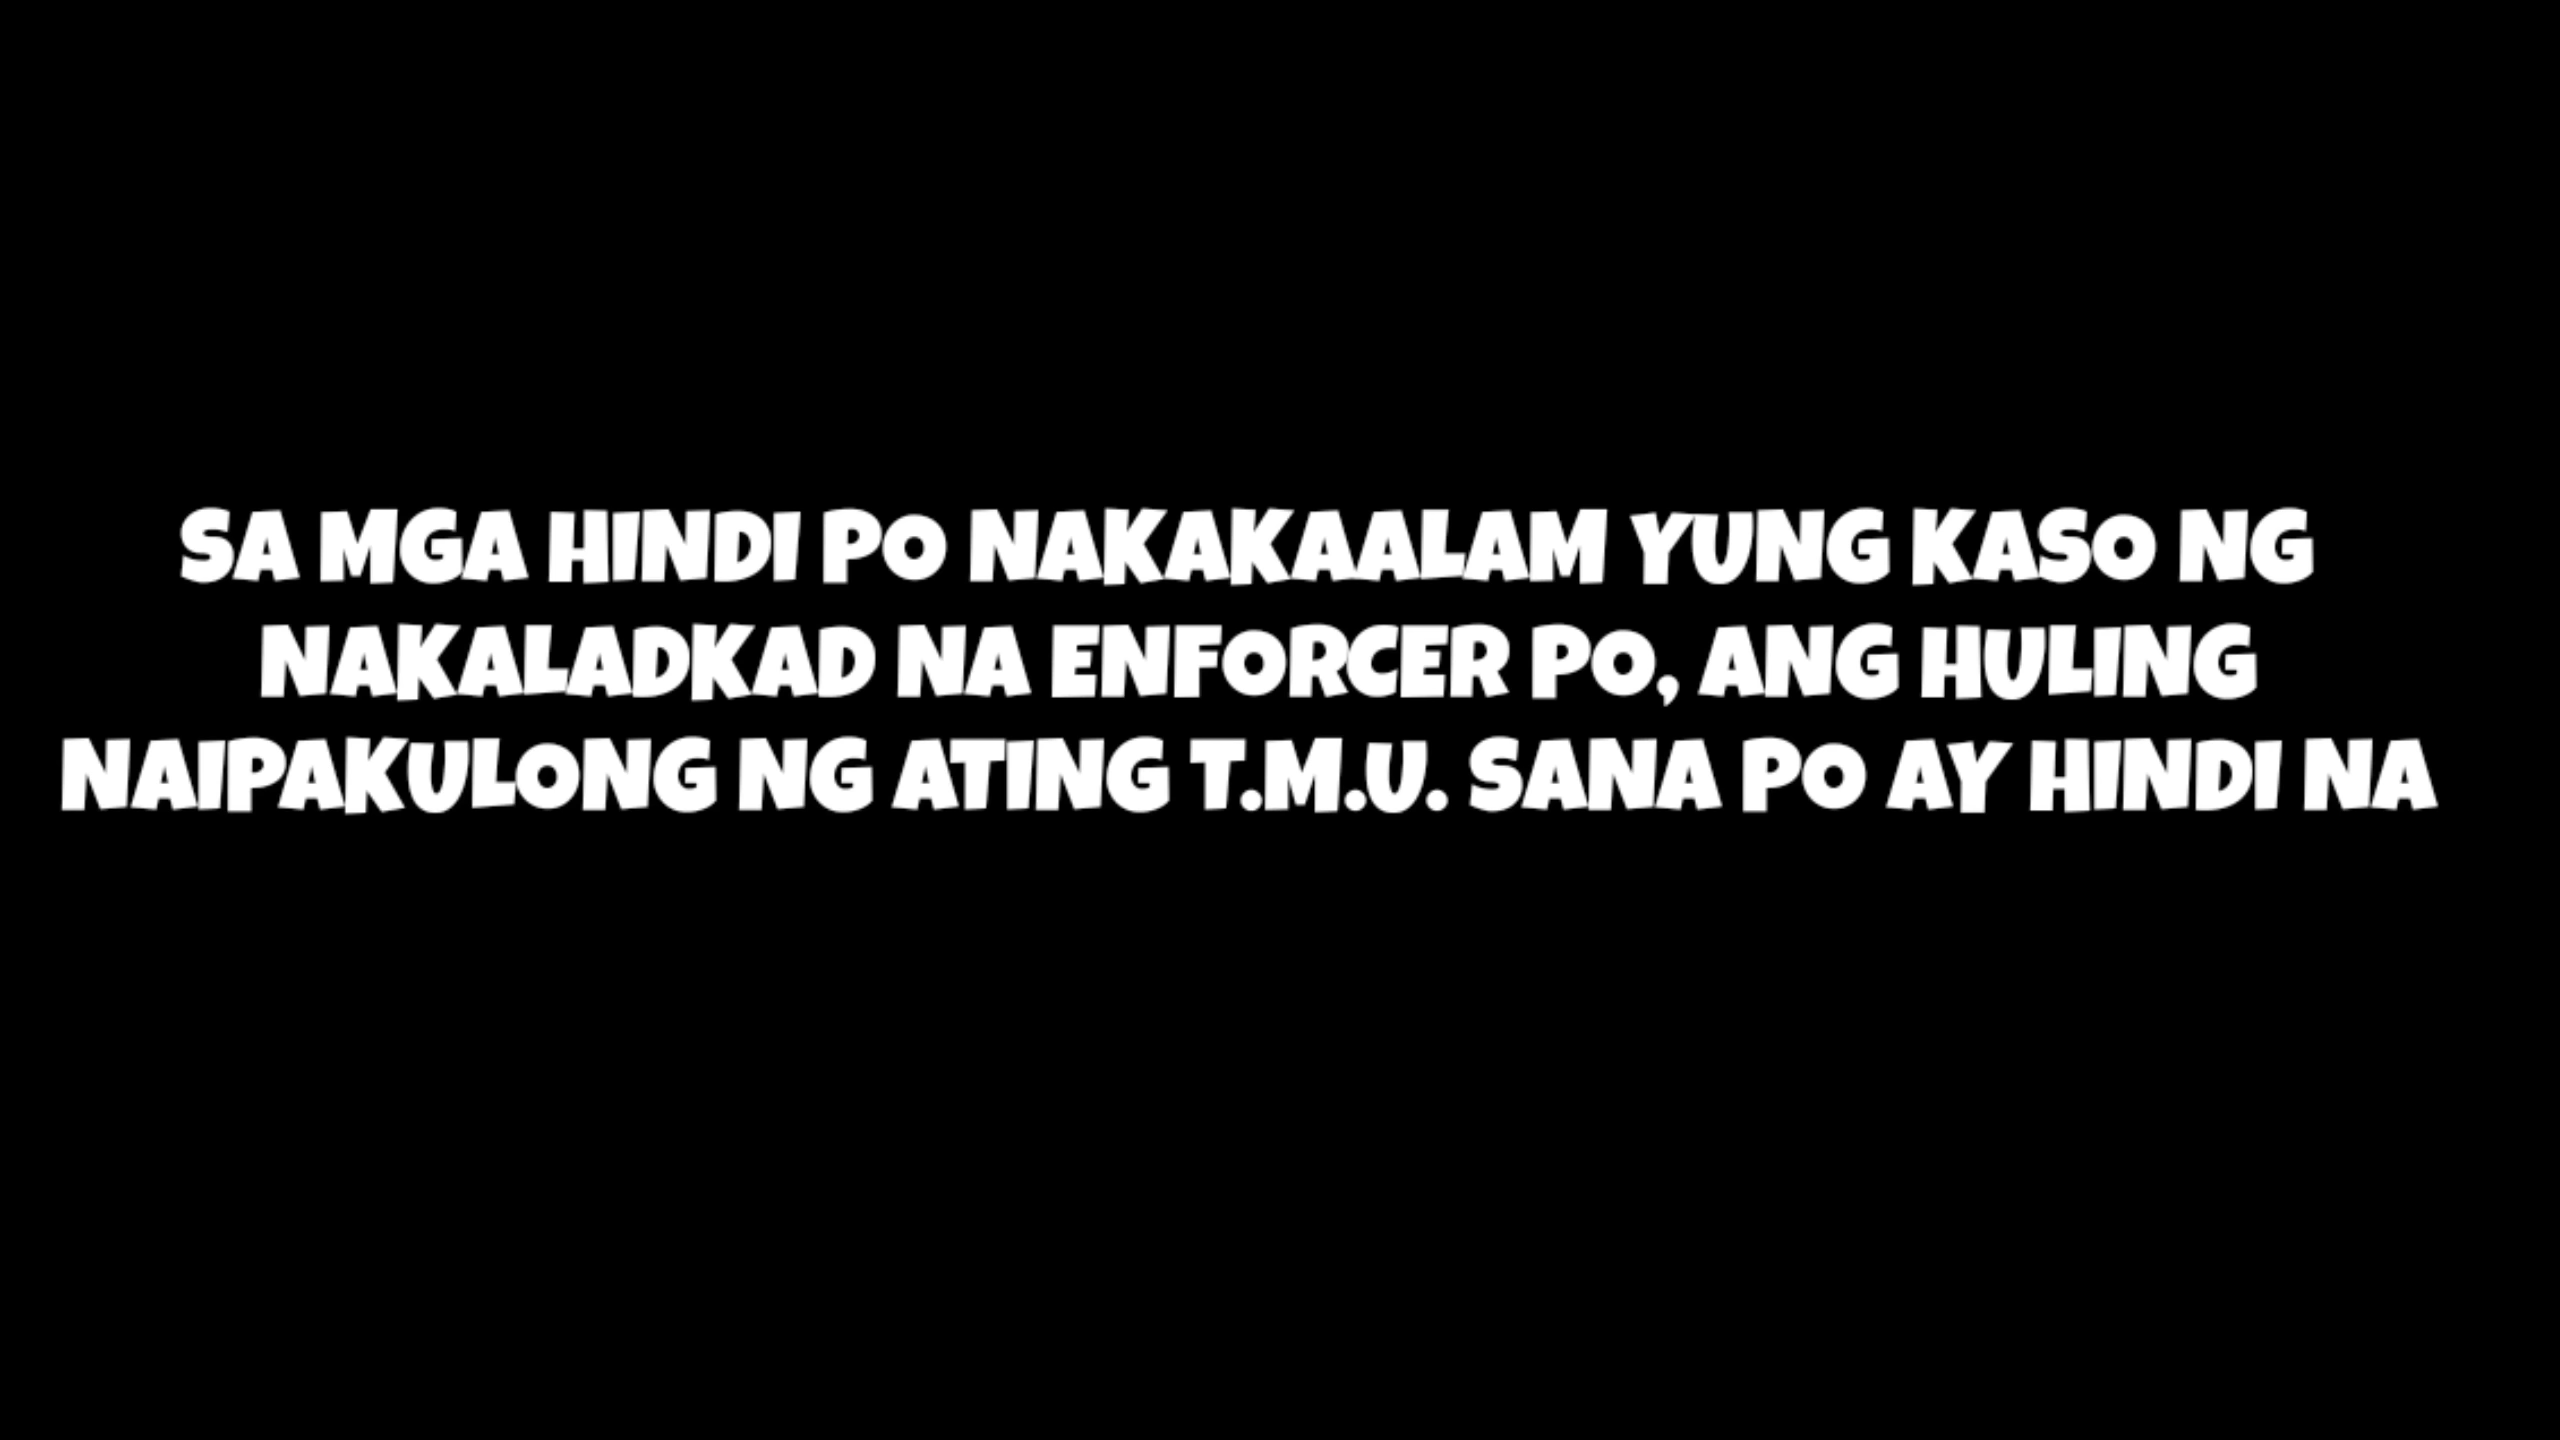 SA MGA HINDI PO NAKAKAALAM YUNG KASO NG
NAKALADKAD NA ENFORCER PO, ANG HULING
NAIPAKULONG NG ATING T.M.U. SANA PO AY HINDI NA